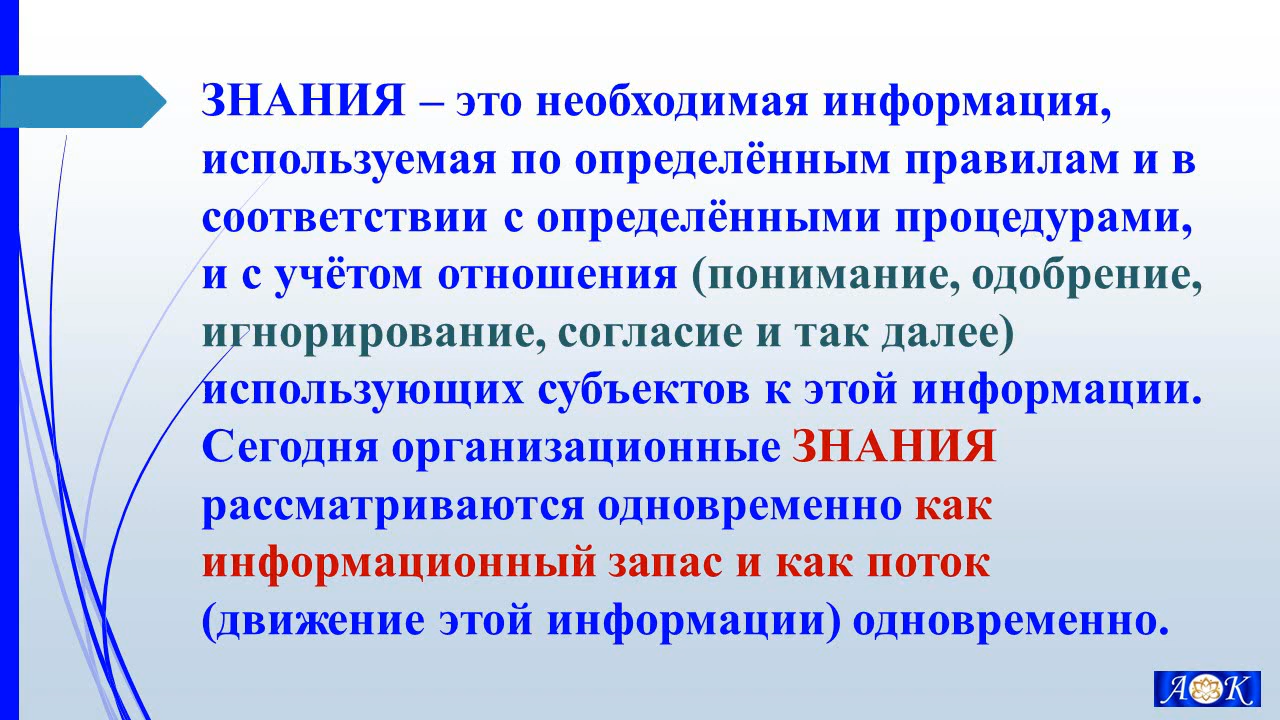 ЗНАНИЯ – это необходимая информация,
используемая по определённым правилам и в
соответствии с определёнными процедурами,
и с учётом отношения (понимание, одобрение,
игнорирование, согласие и так далее)
использующих субъектов к этой информации.
Сегодня организационные ЗНАНИЯ
рассматриваются одновременно как
информационный запас и как поток
(движение этой информации) одновременно.
А К